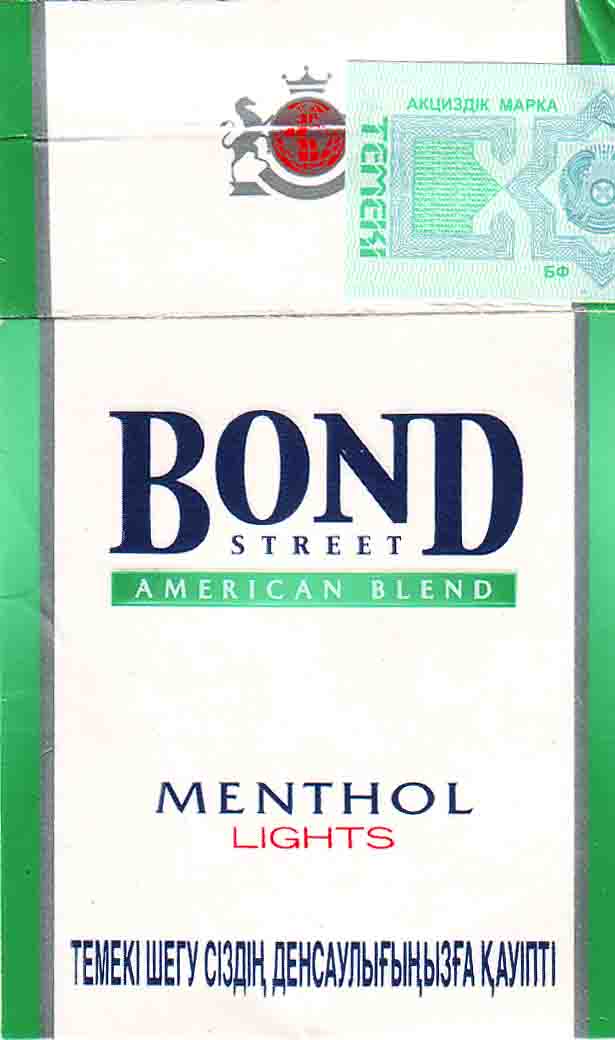 АКЦИЗДІК МАРКА
ТЕМЕКІ
БФ
BOND
STREET
AMERICAN BLEND
MENTHOL
LIGHTS
ТЕМЕКІ ШЕГУ СІЗДІҢ ДЕНСАУЛЫҒЫҢЫЗҒА ҚАУІПТІ